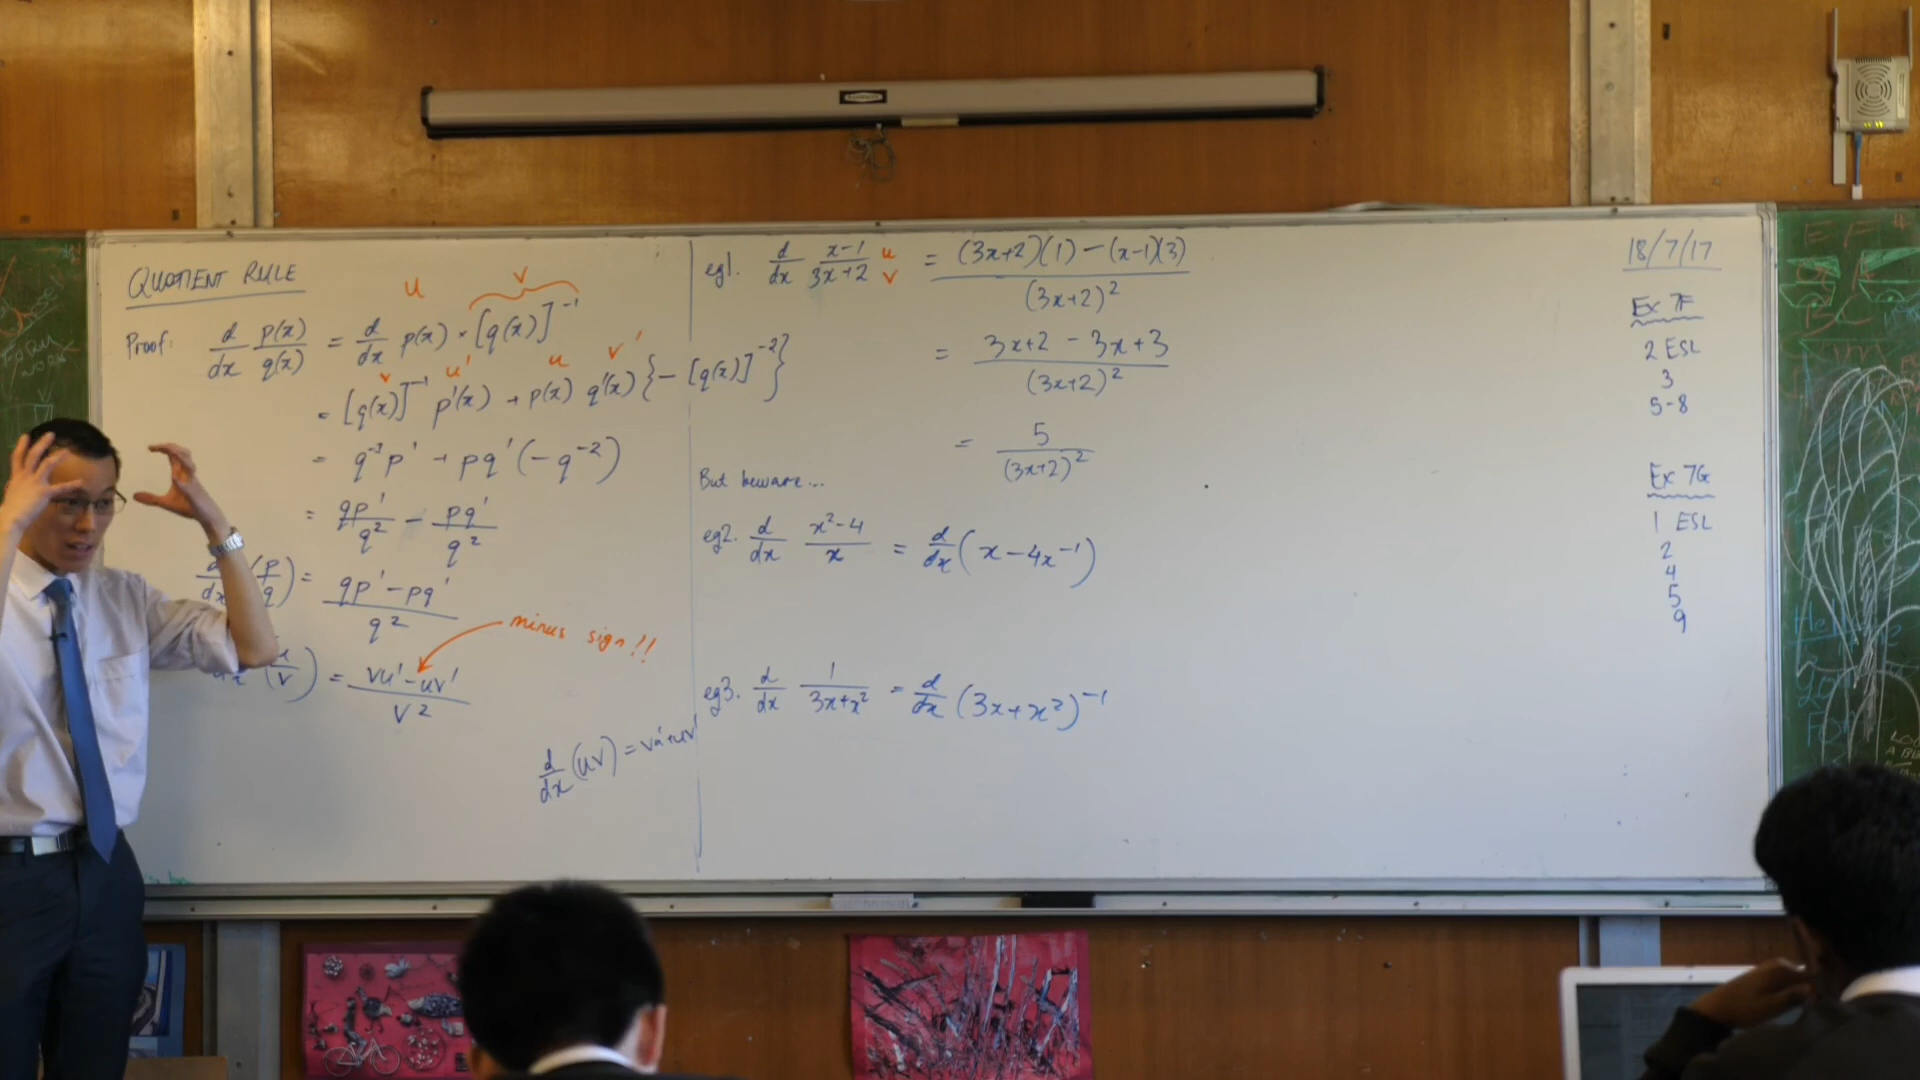 QUOTIENT RULE
u v
Proof: d/dx p(x)/q(x) = d/dx p(x) × [q(x)]⁻¹
v u' u v'
= [q(x)]⁻¹ p'(x) + p(x) q'(x) {- [q(x)]⁻²}
= q⁻¹p' + pq' (-q⁻²)
= qp'/q² - pq'/q²
d/dx (p/q) = (qp' - pq')/q²
minus sign!!
(u/v) = (vu' - uv')/v²
d/dx (uv) = vu'+uv'
eg1. d/dx (x-1)/(3x+2) u v = ((3x+2)(1) - (x-1)(3))/(3x+2)²
= (3x+2 - 3x+3)/(3x+2)²
= 5/(3x+2)²
But beware...
eg2. d/dx (x²-4)/x = d/dx (x - 4x⁻¹)
eg3. d/dx 1/(3x+x²) = d/dx (3x+x²)⁻¹
18/7/17
Ex 7F
2 ESL
3
5-8
Ex 7G
1 ESL
2
4
5
9